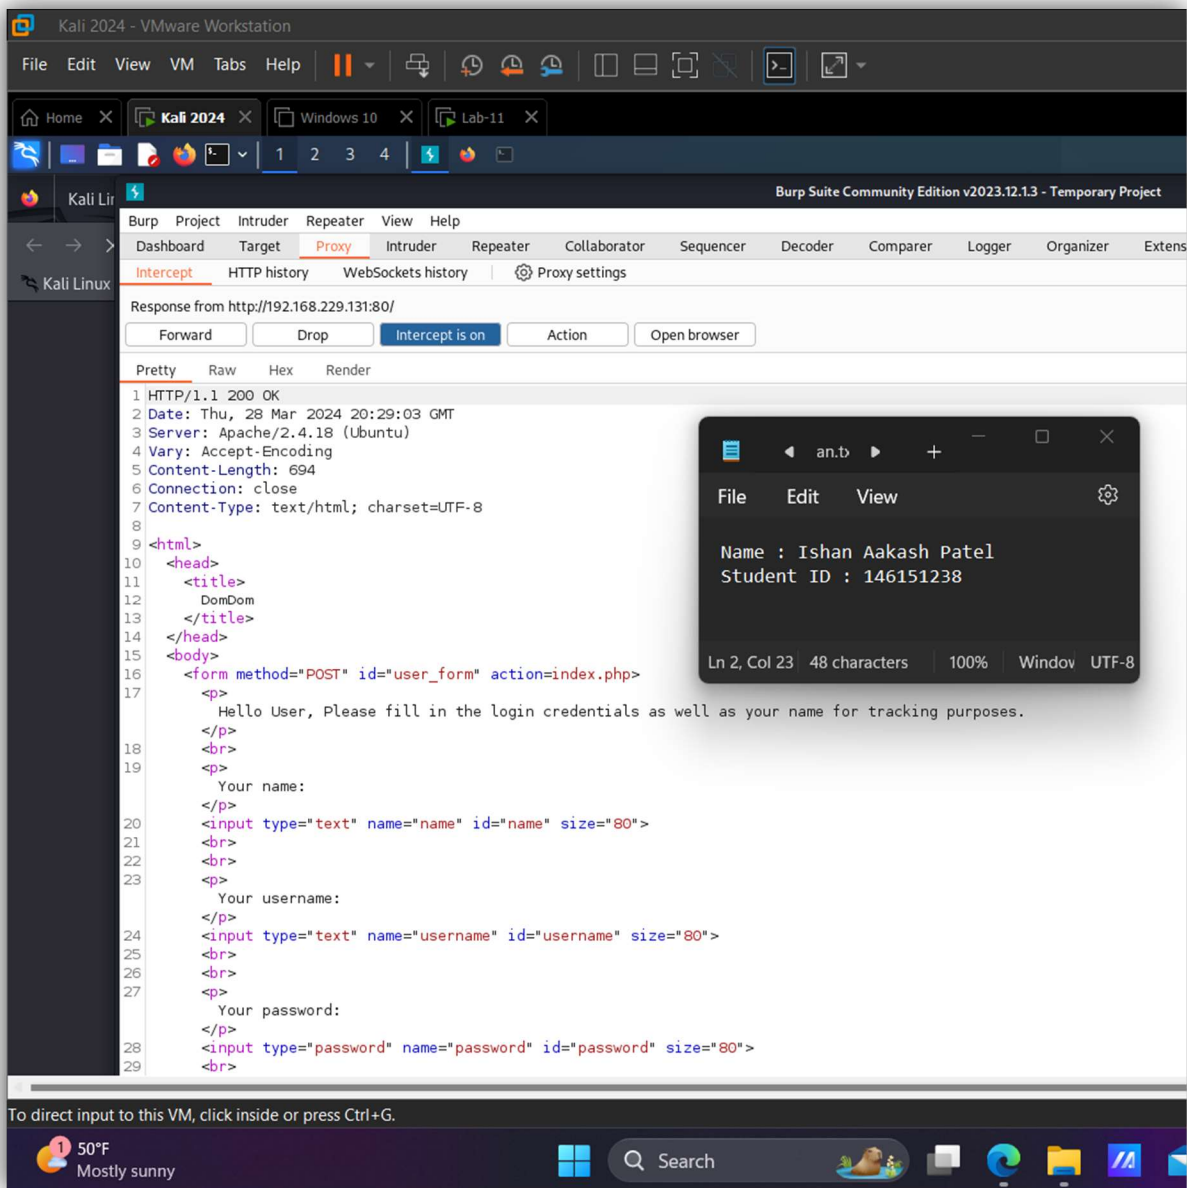 Kali 2024 - VMware Workstation
File Edit View VM Tabs Help
Home Kali 2024 Windows 10 Lab-11
1 2 3 4
Kali Lin
Burp Suite Community Edition v2023.12.1.3 - Temporary Project
Burp Project Intruder Repeater View Help
Dashboard Target Proxy Intruder Repeater Collaborator Sequencer Decoder Comparer Logger Organizer Extens
Kali Linux
Intercept HTTP history WebSockets history Proxy settings
Response from http://192.168.229.131:80/
Forward Drop Intercept is on Action Open browser
Pretty Raw Hex Render
1 HTTP/1.1 200 OK
2 Date: Thu, 28 Mar 2024 20:29:03 GMT
3 Server: Apache/2.4.18 (Ubuntu)
4 Vary: Accept-Encoding
5 Content-Length: 694
6 Connection: close
7 Content-Type: text/html; charset=UTF-8
8
9 <html>
10 <head>
11 <title>
12 DomDom
13 </title>
14 </head>
15 <body>
16 <form method="POST" id="user_form" action=index.php>
17 <p>
Hello User, Please fill in the login credentials as well as your name for tracking purposes.
</p>
18 <br>
19 <p>
Your name:
</p>
20 <input type="text" name="name" id="name" size="80">
21 <br>
22 <br>
23 <p>
Your username:
</p>
24 <input type="text" name="username" id="username" size="80">
25 <br>
26 <br>
27 <p>
Your password:
</p>
28 <input type="password" name="password" id="password" size="80">
29 <br>
an.tx
File Edit View
Name : Ishan Aakash Patel
Student ID : 146151238
Ln 2, Col 23 48 characters 100% Window UTF-8
To direct input to this VM, click inside or press Ctrl+G.
1 50°F
Mostly sunny
Search